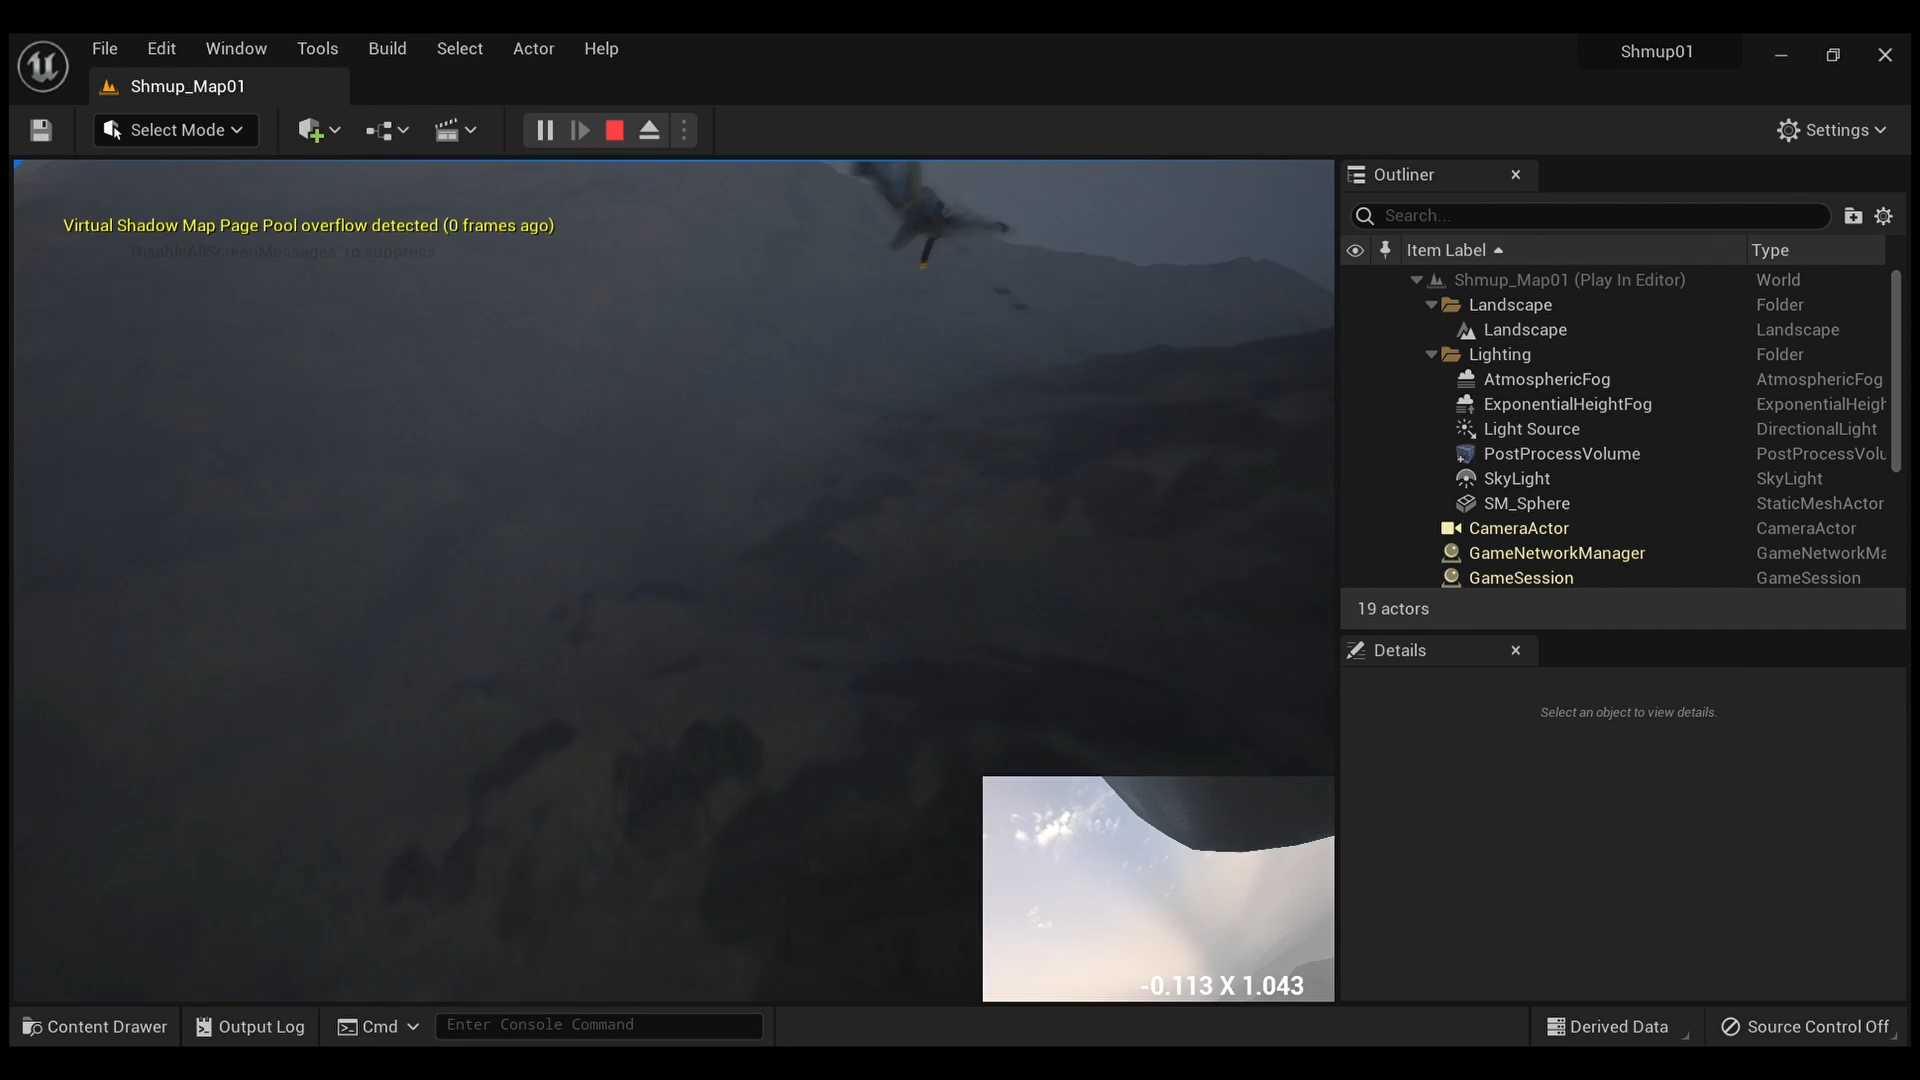 File Edit Window Tools Build Select Actor Help
Shmup01
Shmup_Map01
Select Mode
Settings
Virtual Shadow Map Page Pool overflow detected (0 frames ago)
DisableAllScreenMessages' to suppress
-0.113 X 1.043
Outliner
Search...
Item Label Type
Shmup_Map01 (Play In Editor) World
Landscape Folder
Landscape Landscape
Lighting Folder
AtmosphericFog AtmosphericFog
ExponentialHeightFog ExponentialHeigh
Light Source DirectionalLight
PostProcessVolume PostProcessVolu
SkyLight SkyLight
SM_Sphere StaticMeshActor
CameraActor CameraActor
GameNetworkManager GameNetworkMa
GameSession GameSession
19 actors
Details
Select an object to view details.
Content Drawer Output Log Cmd Enter Console Command Derived Data Source Control Off